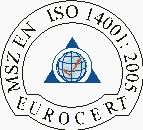 MSZ EN ISO 14001: 2005
EUROCERT